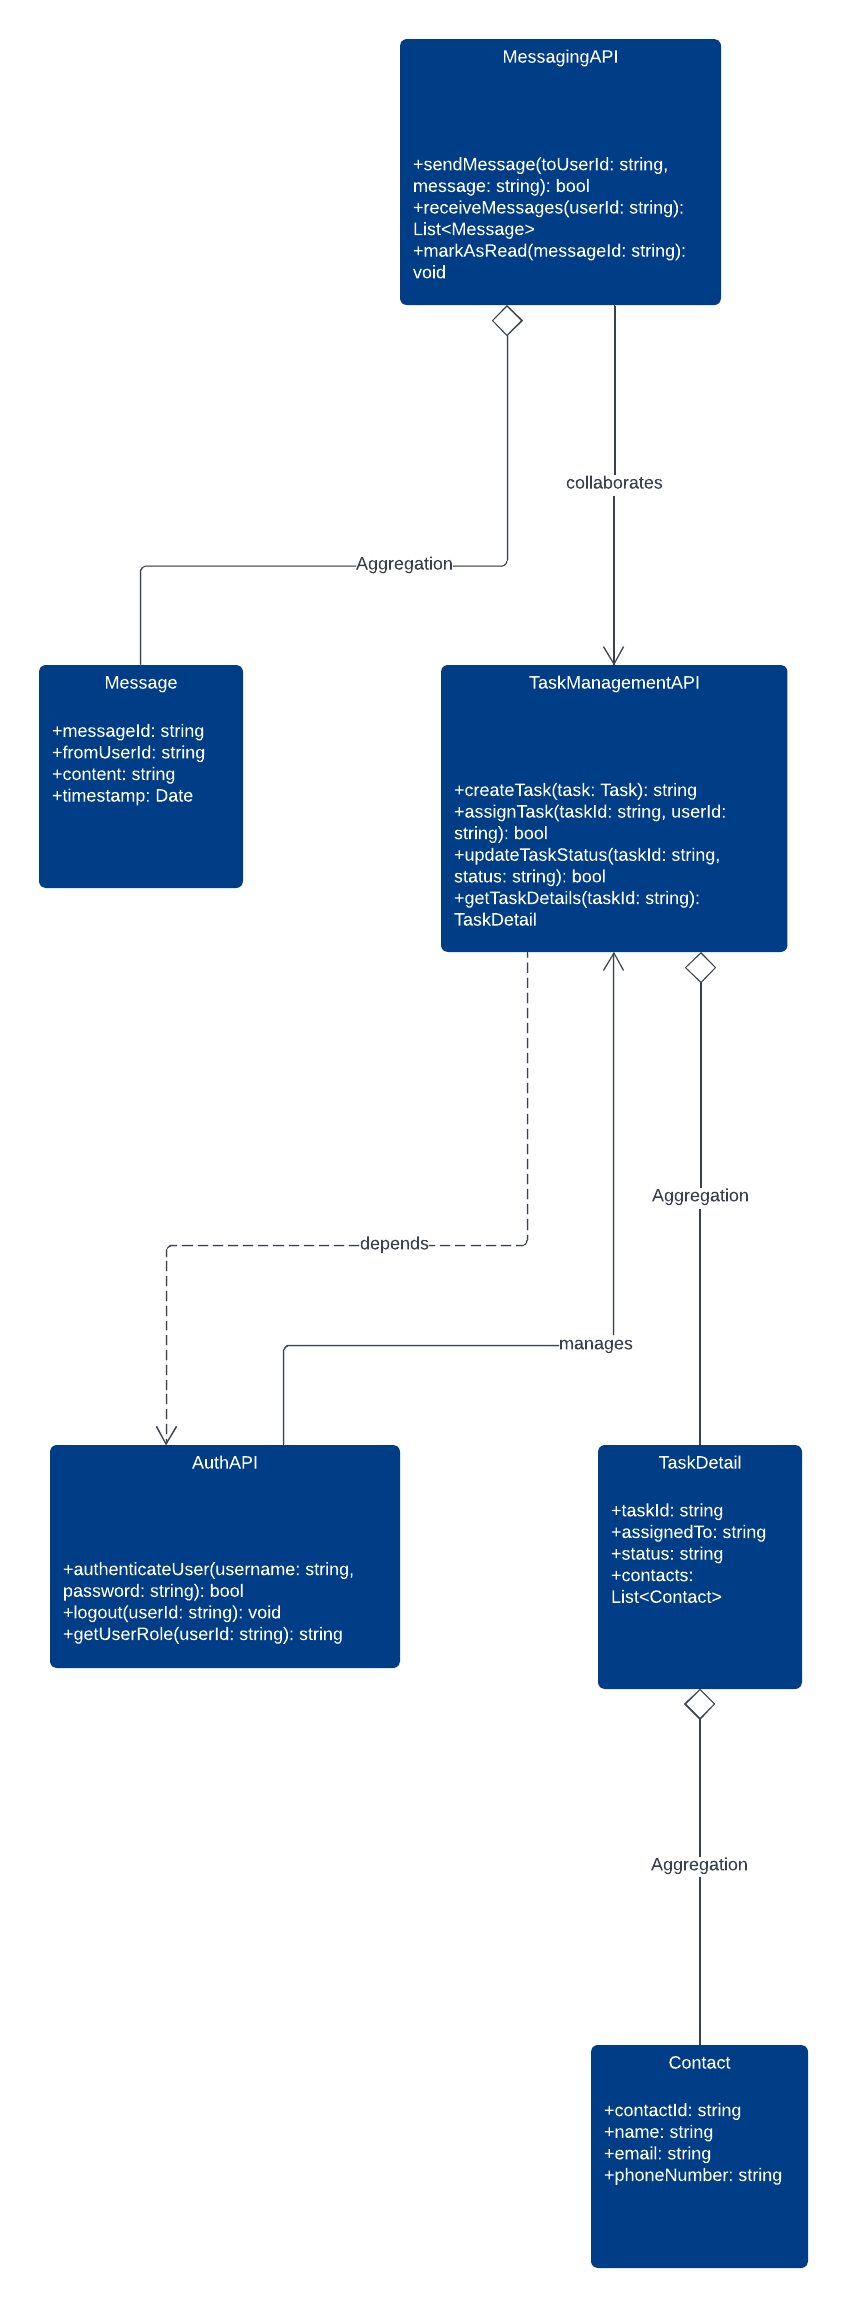 MessagingAPI
+sendMessage(toUserId: string,
message: string): bool
+receiveMessages(userId: string):
List<Message>
+markAsRead(messageId: string):
void
collaborates
Aggregation
Message
+messageId: string
+fromUserId: string
+content: string
+timestamp: Date
TaskManagementAPI
+createTask(task: Task): string
+assignTask(taskId: string, userId:
string): bool
+updateTaskStatus(taskId: string,
status: string): bool
+getTaskDetails(taskId: string):
TaskDetail
Aggregation
depends
manages
AuthAPI
+authenticateUser(username: string,
password: string): bool
+logout(userId: string): void
+getUserRole(userId: string): string
TaskDetail
+taskId: string
+assignedTo: string
+status: string
+contacts:
List<Contact>
Aggregation
Contact
+contactId: string
+name: string
+email: string
+phoneNumber: string